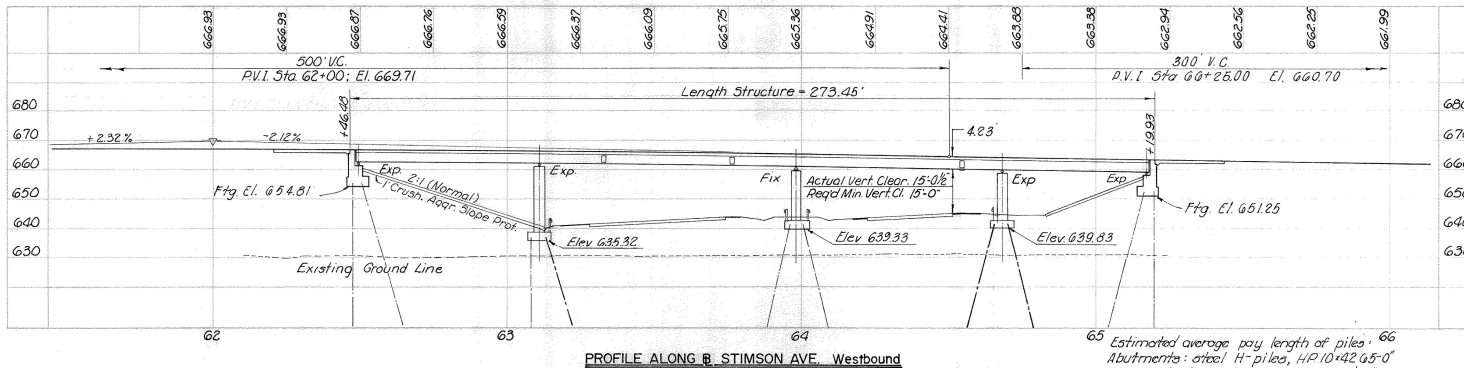 666.93
666.93
666.87
666.76
666.59
666.37
666.09
665.75
665.36
664.91
664.41
663.88
663.38
662.94
662.56
662.25
661.99
500' V.C.
P.V.I. Sta. 62+00; El. 669.71
300' V.C.
P.V.I Sta 66+25.00 El. 660.70
Length Structure = 273.45'
+46.48
+19.93
680
670
660
650
640
630
680
670
660
650
640
630
+2.32%
-2.12%
4.23'
Exp.
2:1 (Normal)
1' Crush. Aggr. Slope Prot.
Exp.
Fix
Actual Vert. Clear. 15'-0½"
Req'd Min. Vert. Cl. 15'-0"
Exp
Exp
Ftg El. 654.81
Ftg. El. 651.25
Elev 635.32
Elev 639.33
Elev. 639.83
Existing Ground Line
62
63
64
65
66
PROFILE ALONG ℄ STIMSON AVE. Westbound
Estimated average pay length of piles:
Abutments: steel H-piles, HP 10x42 65'-0"